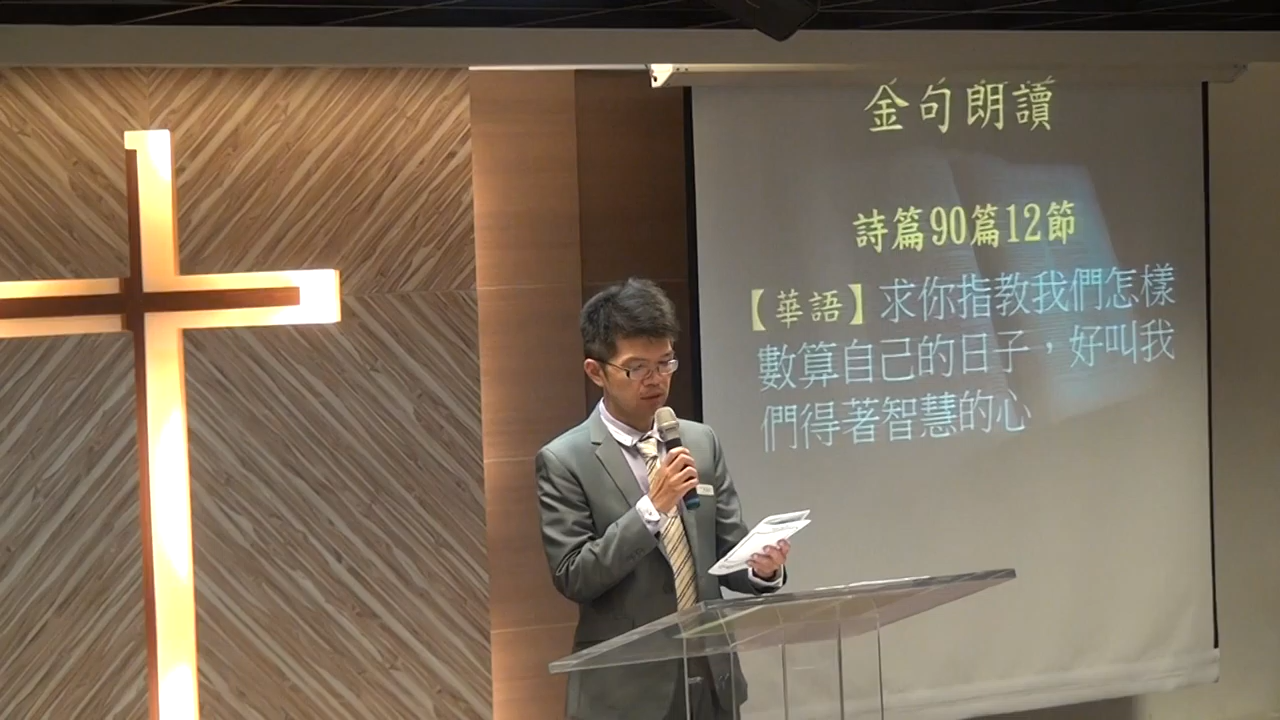 金句朗讀
詩篇90篇12節
【華語】求你指教我們怎樣
數算自己的日子，好叫我
們得著智慧的心